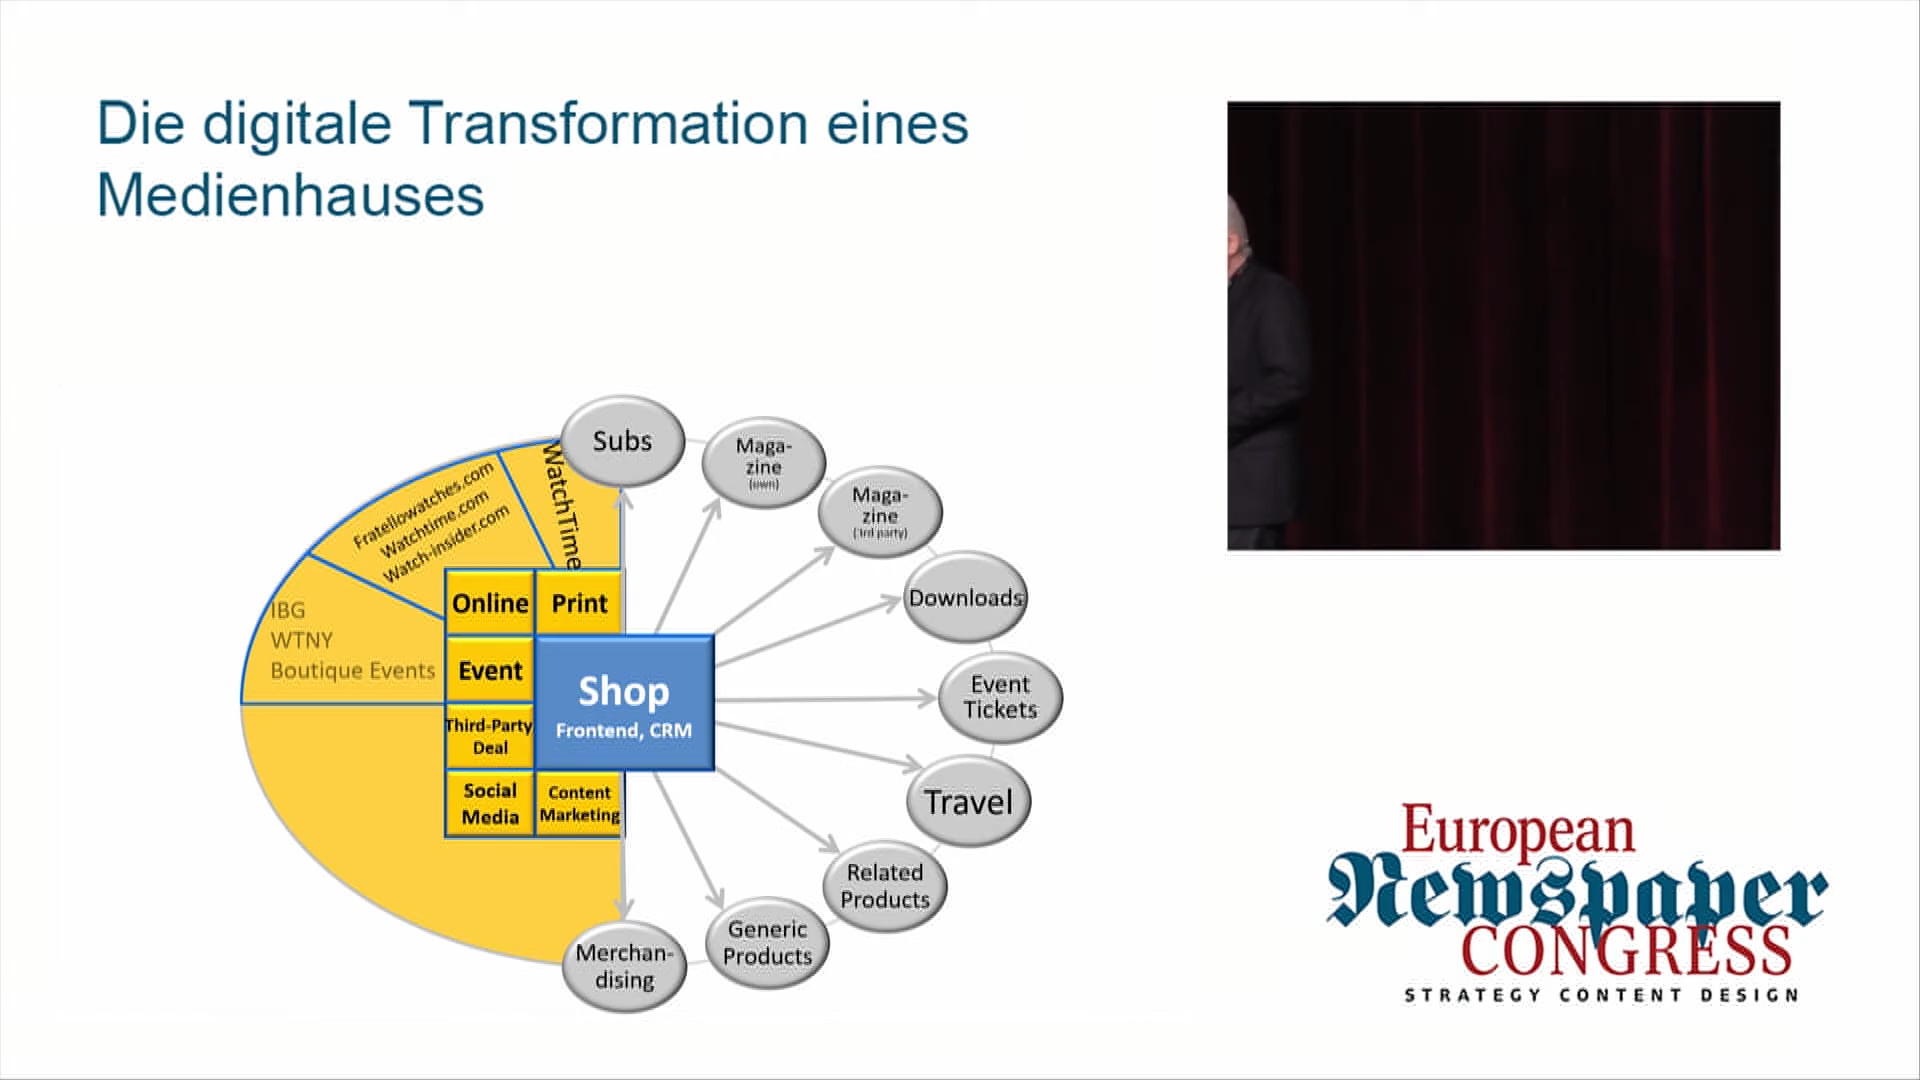 Die digitale Transformation eines
Medienhauses
Subs
Maga-
zine
(own)
Maga-
zine
(3rd party)
Downloads
Event
Tickets
Travel
Related
Products
Generic
Products
Merchan-
dising
WatchTime
Fratellowatches.com
Watchtime.com
Watch-insider.com
IBG
WTNY
Boutique Events
Online
Print
Event
Third-Party
Deal
Social
Media
Content
Marketing
Shop
Frontend, CRM
European
Newspaper
CONGRESS
STRATEGY CONTENT DESIGN